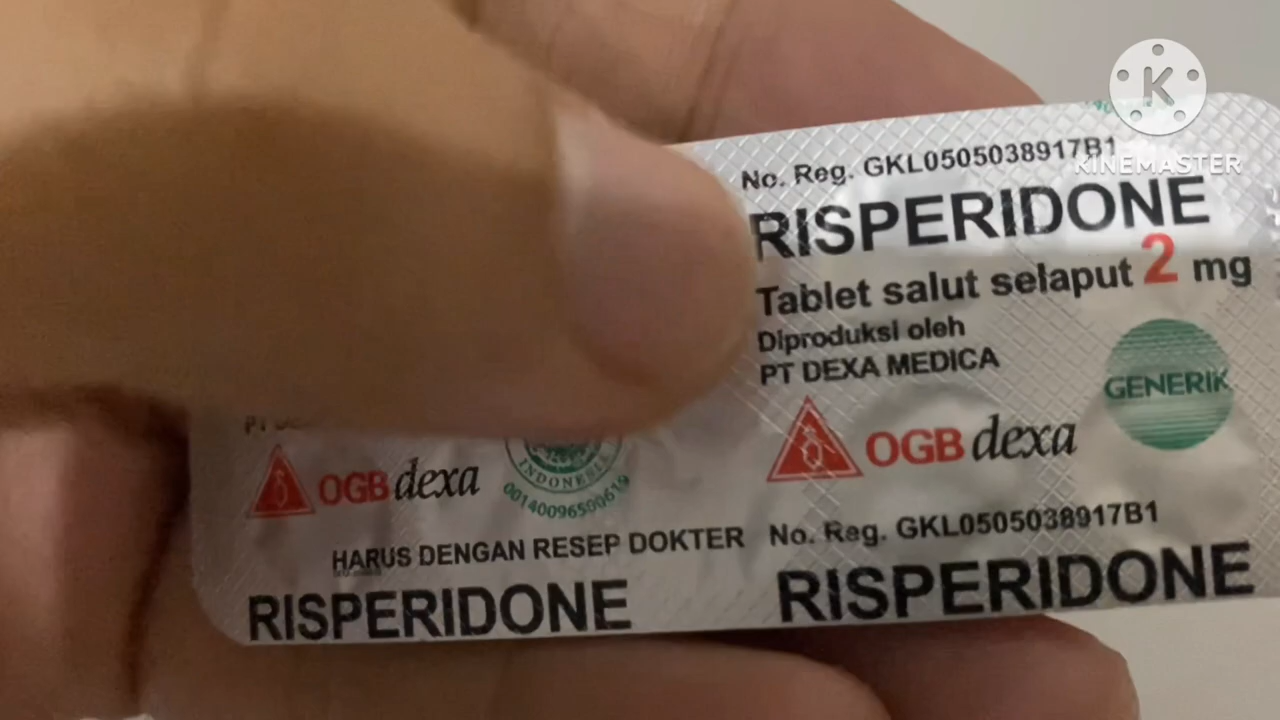 No. Reg. GKL0505038917B1
RISPERIDONE
Tablet salut selaput 2 mg
Diproduksi oleh
PT DEXA MEDICA
GENERIK
OGB dexa
OGB dexa
INDONESIA
00140096500619
HARUS DENGAN RESEP DOKTER
No. Reg. GKL0505038917B1
RISPERIDONE
RISPERIDONE
K
KINEMASTER